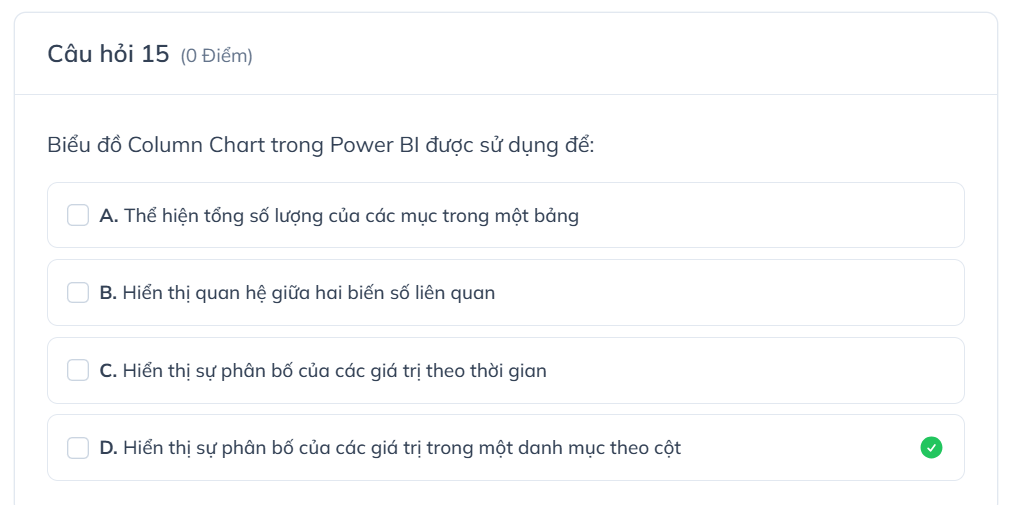 Câu hỏi 15 (0 Điểm)
Biểu đồ Column Chart trong Power BI được sử dụng để:
A. Thể hiện tổng số lượng của các mục trong một bảng
B. Hiển thị quan hệ giữa hai biến số liên quan
C. Hiển thị sự phân bố của các giá trị theo thời gian
D. Hiển thị sự phân bố của các giá trị trong một danh mục theo cột